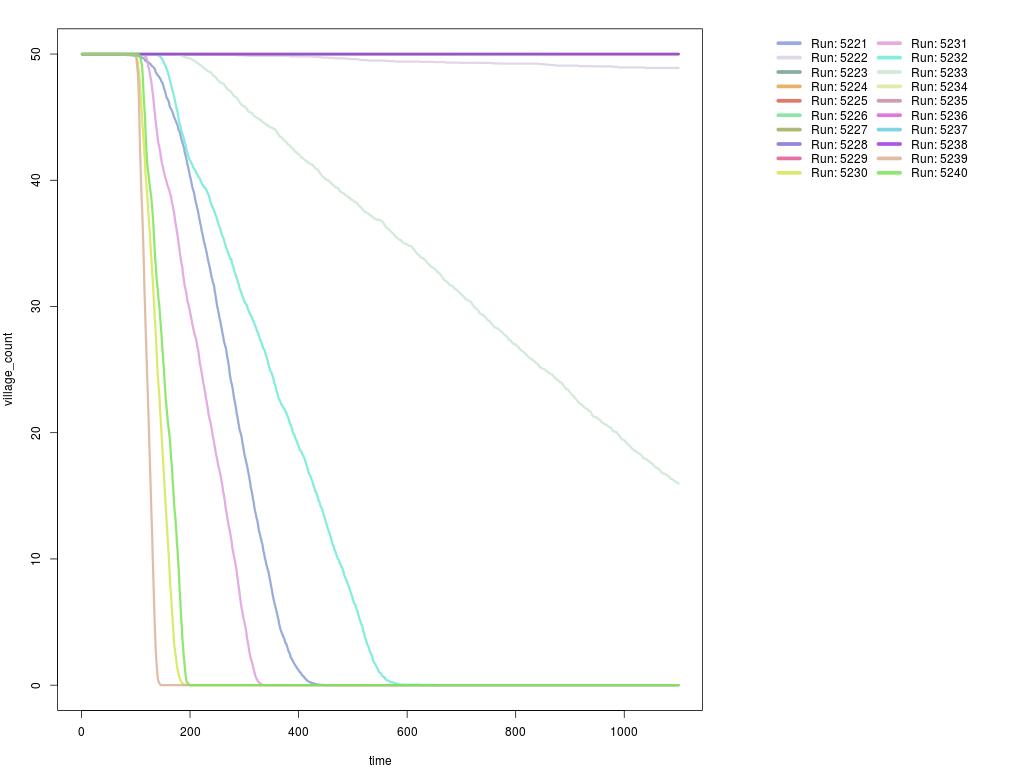 village_count
50
40
30
20
10
0
0 200 400 600 800 1000
time
Run: 5221 Run: 5231
Run: 5222 Run: 5232
Run: 5223 Run: 5233
Run: 5224 Run: 5234
Run: 5225 Run: 5235
Run: 5226 Run: 5236
Run: 5227 Run: 5237
Run: 5228 Run: 5238
Run: 5229 Run: 5239
Run: 5230 Run: 5240